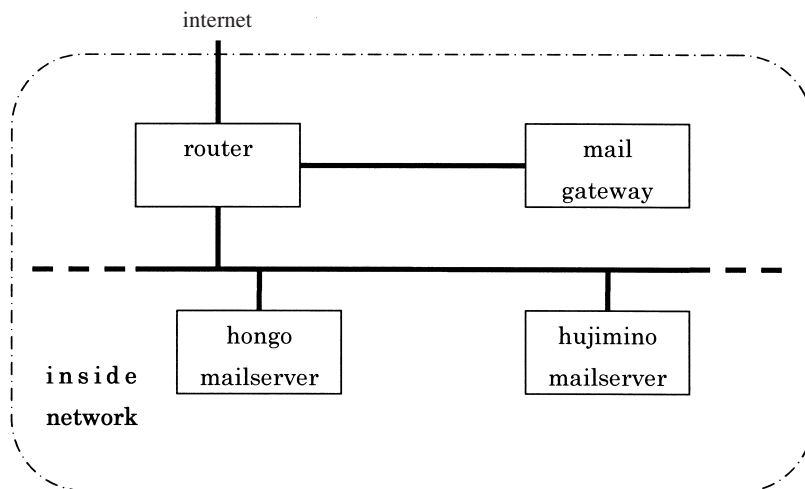 internet
router
mail
gateway
hongo
mailserver
hujimino
mailserver
inside
network